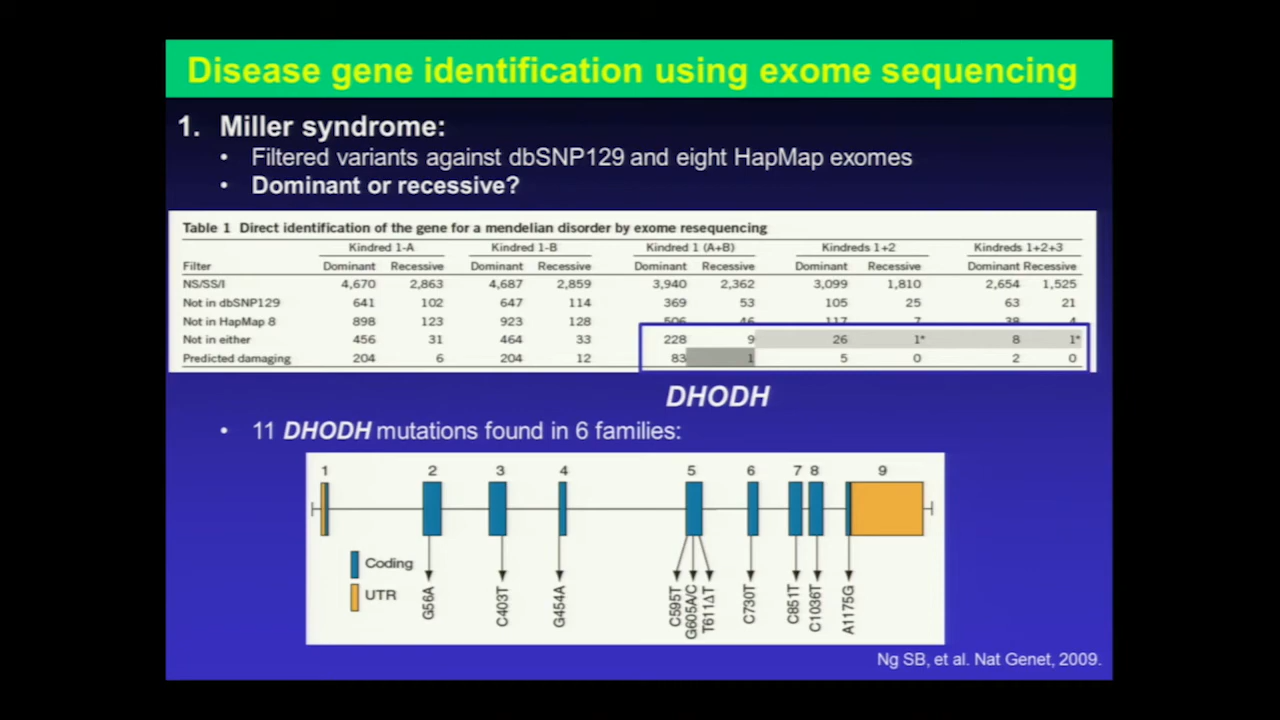 Disease gene identification using exome sequencing
1. Miller syndrome:
• Filtered variants against dbSNP129 and eight HapMap exomes
• Dominant or recessive?
Table 1 Direct identification of the gene for a mendelian disorder by exome resequencing
Kindred 1-A Kindred 1-B Kindred 1 (A+B) Kindreds 1+2 Kindreds 1+2+3
Filter Dominant Recessive Dominant Recessive Dominant Recessive Dominant Recessive Dominant Recessive
NS/SS/I 4,670 2,863 4,687 2,859 3,940 2,362 3,099 1,810 2,654 1,525
Not in dbSNP129 641 102 647 114 369 53 105 25 63 21
Not in HapMap 8 898 123 923 128 506 46 117 7 38 4
Not in either 456 31 464 33 228 9 26 1* 8 1*
Predicted damaging 204 6 204 12 83 1 5 0 2 0
DHODH
• 11 DHODH mutations found in 6 families:
1 2 3 4 5 6 7 8 9
Coding
UTR
G56A C403T G454A C595T G605A/C T611ΔT C730T C851T C1036T A1175G
Ng SB, et al. Nat Genet, 2009.